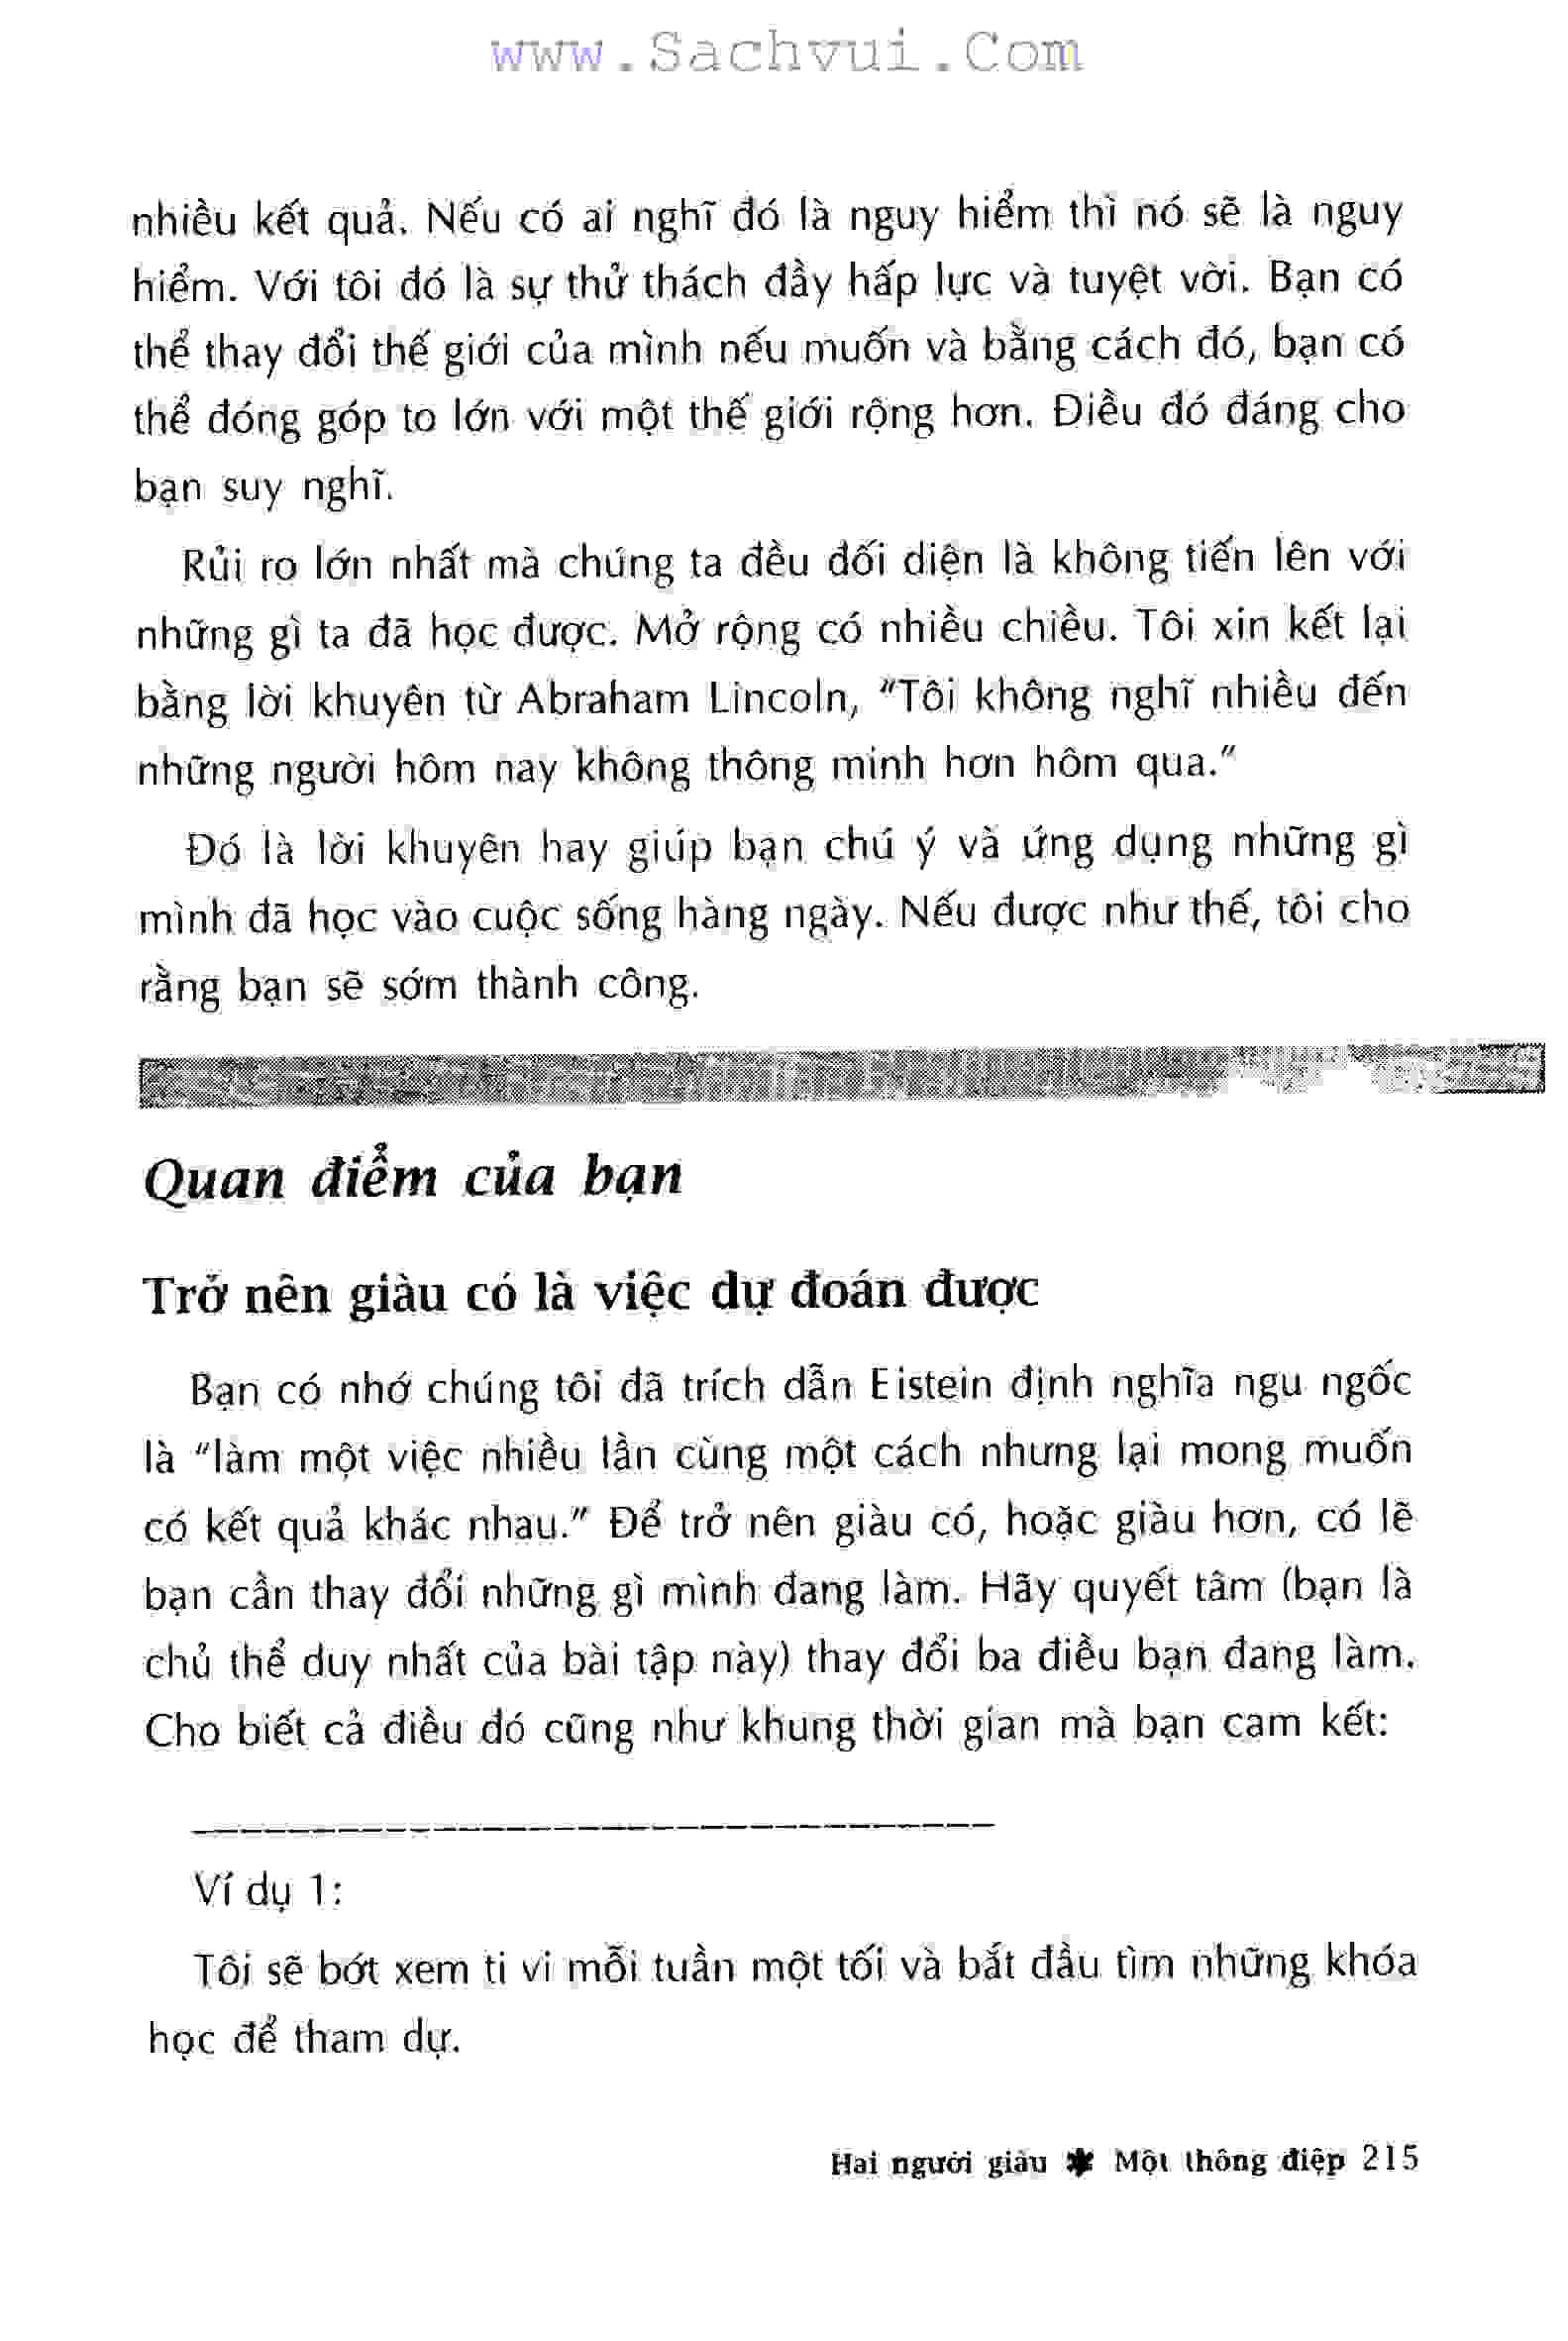 www.Sachvui.Com
nhiều kết quả. Nếu có ai nghĩ đó là nguy hiểm thì nó sẽ là nguy
hiểm. Với tôi đó là sự thử thách đầy hấp lực và tuyệt vời. Bạn có
thể thay đổi thế giới của mình nếu muốn và bằng cách đó, bạn có
thể đóng góp to lớn với một thế giới rộng hơn. Điều đó đáng cho
bạn suy nghĩ.
Rủi ro lớn nhất mà chúng ta đều đối diện là không tiến lên với
những gì ta đã học được. Mở rộng có nhiều chiều. Tôi xin kết lại
bằng lời khuyên từ Abraham Lincoln, "Tôi không nghĩ nhiều đến
những người hôm nay không thông minh hơn hôm qua."
Đó là lời khuyên hay giúp bạn chú ý và ứng dụng những gì
mình đã học vào cuộc sống hàng ngày. Nếu được như thế, tôi cho
rằng bạn sẽ sớm thành công.
Quan điểm của bạn
Trở nên giàu có là việc dự đoán được
Bạn có nhớ chúng tôi đã trích dẫn Eistein định nghĩa ngu ngốc
là "làm một việc nhiều lần cùng một cách nhưng lại mong muốn
có kết quả khác nhau." Để trở nên giàu có, hoặc giàu hơn, có lẽ
bạn cần thay đổi những gì mình đang làm. Hãy quyết tâm (bạn là
chủ thể duy nhất của bài tập này) thay đổi ba điều bạn đang làm.
Cho biết cả điều đó cũng như khung thời gian mà bạn cam kết:
Ví dụ 1:
Tôi sẽ bớt xem ti vi mỗi tuần một tối và bắt đầu tìm những khóa
học để tham dự.
Hai người giàu ✱ Một thông điệp 215